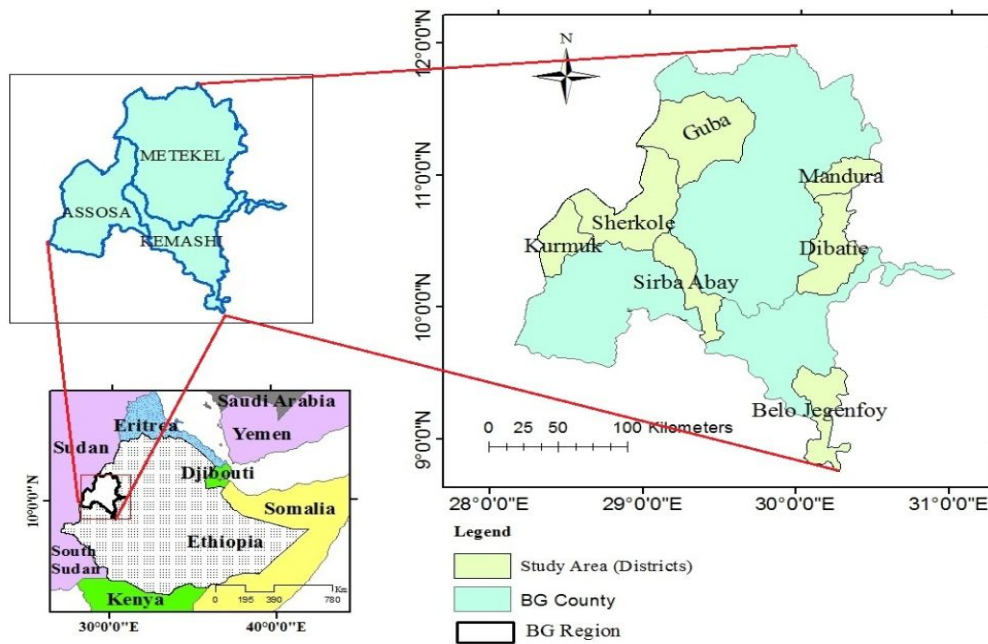 METEKEL
ASSOSA
KEMASHI
Saudi Arabia
Eritrea
Yemen
Sudan
Djibouti
Somalia
Ethiopia
South
Sudan
Kenya
Km
0 195 390 780
10°0'0"N
30°0'0"E 40°0'0"E
N
12°0'0"N
11°0'0"N
10°0'0"N
9°0'0"N
Guba
Mandura
Sherkole
Kurmuk
Dibatie
Sirba Abay
Belo Jegenfoy
0 25 50 100 Kilometers
28°0'0"E 29°0'0"E 30°0'0"E 31°0'0"E
Legend
Study Area (Districts)
BG County
BG Region